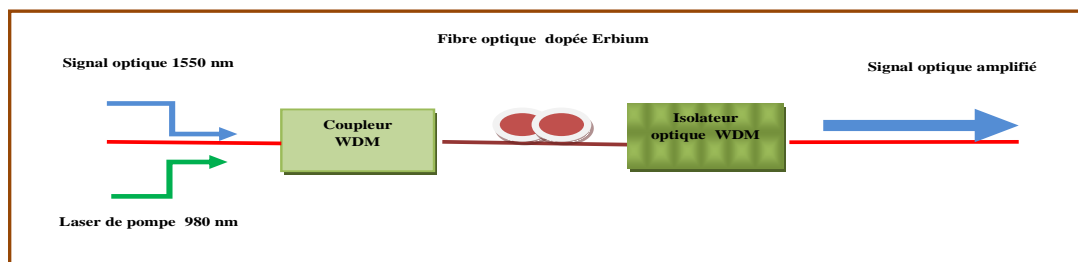 Fibre optique dopée Erbium
Signal optique 1550 nm
Signal optique amplifié
Coupleur
WDM
Isolateur
optique WDM
Laser de pompe 980 nm